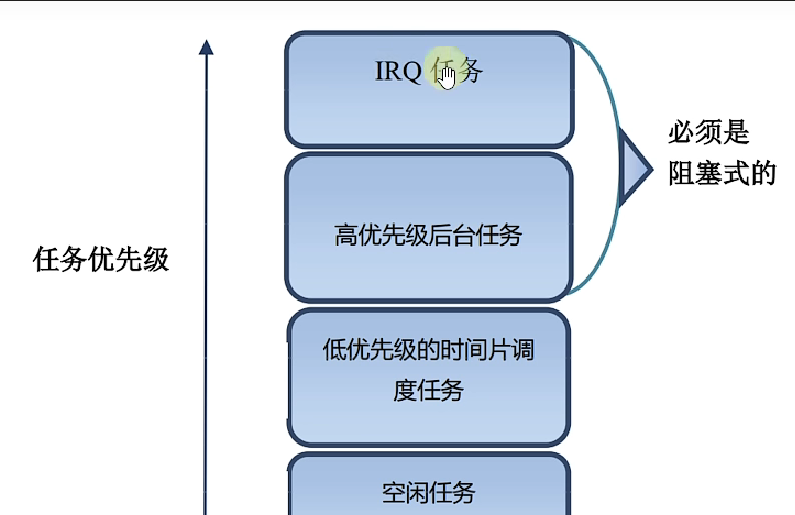 IRQ 任务
必须是
阻塞式的
高优先级后台任务
任务优先级
低优先级的时间片调
度任务
空闲任务